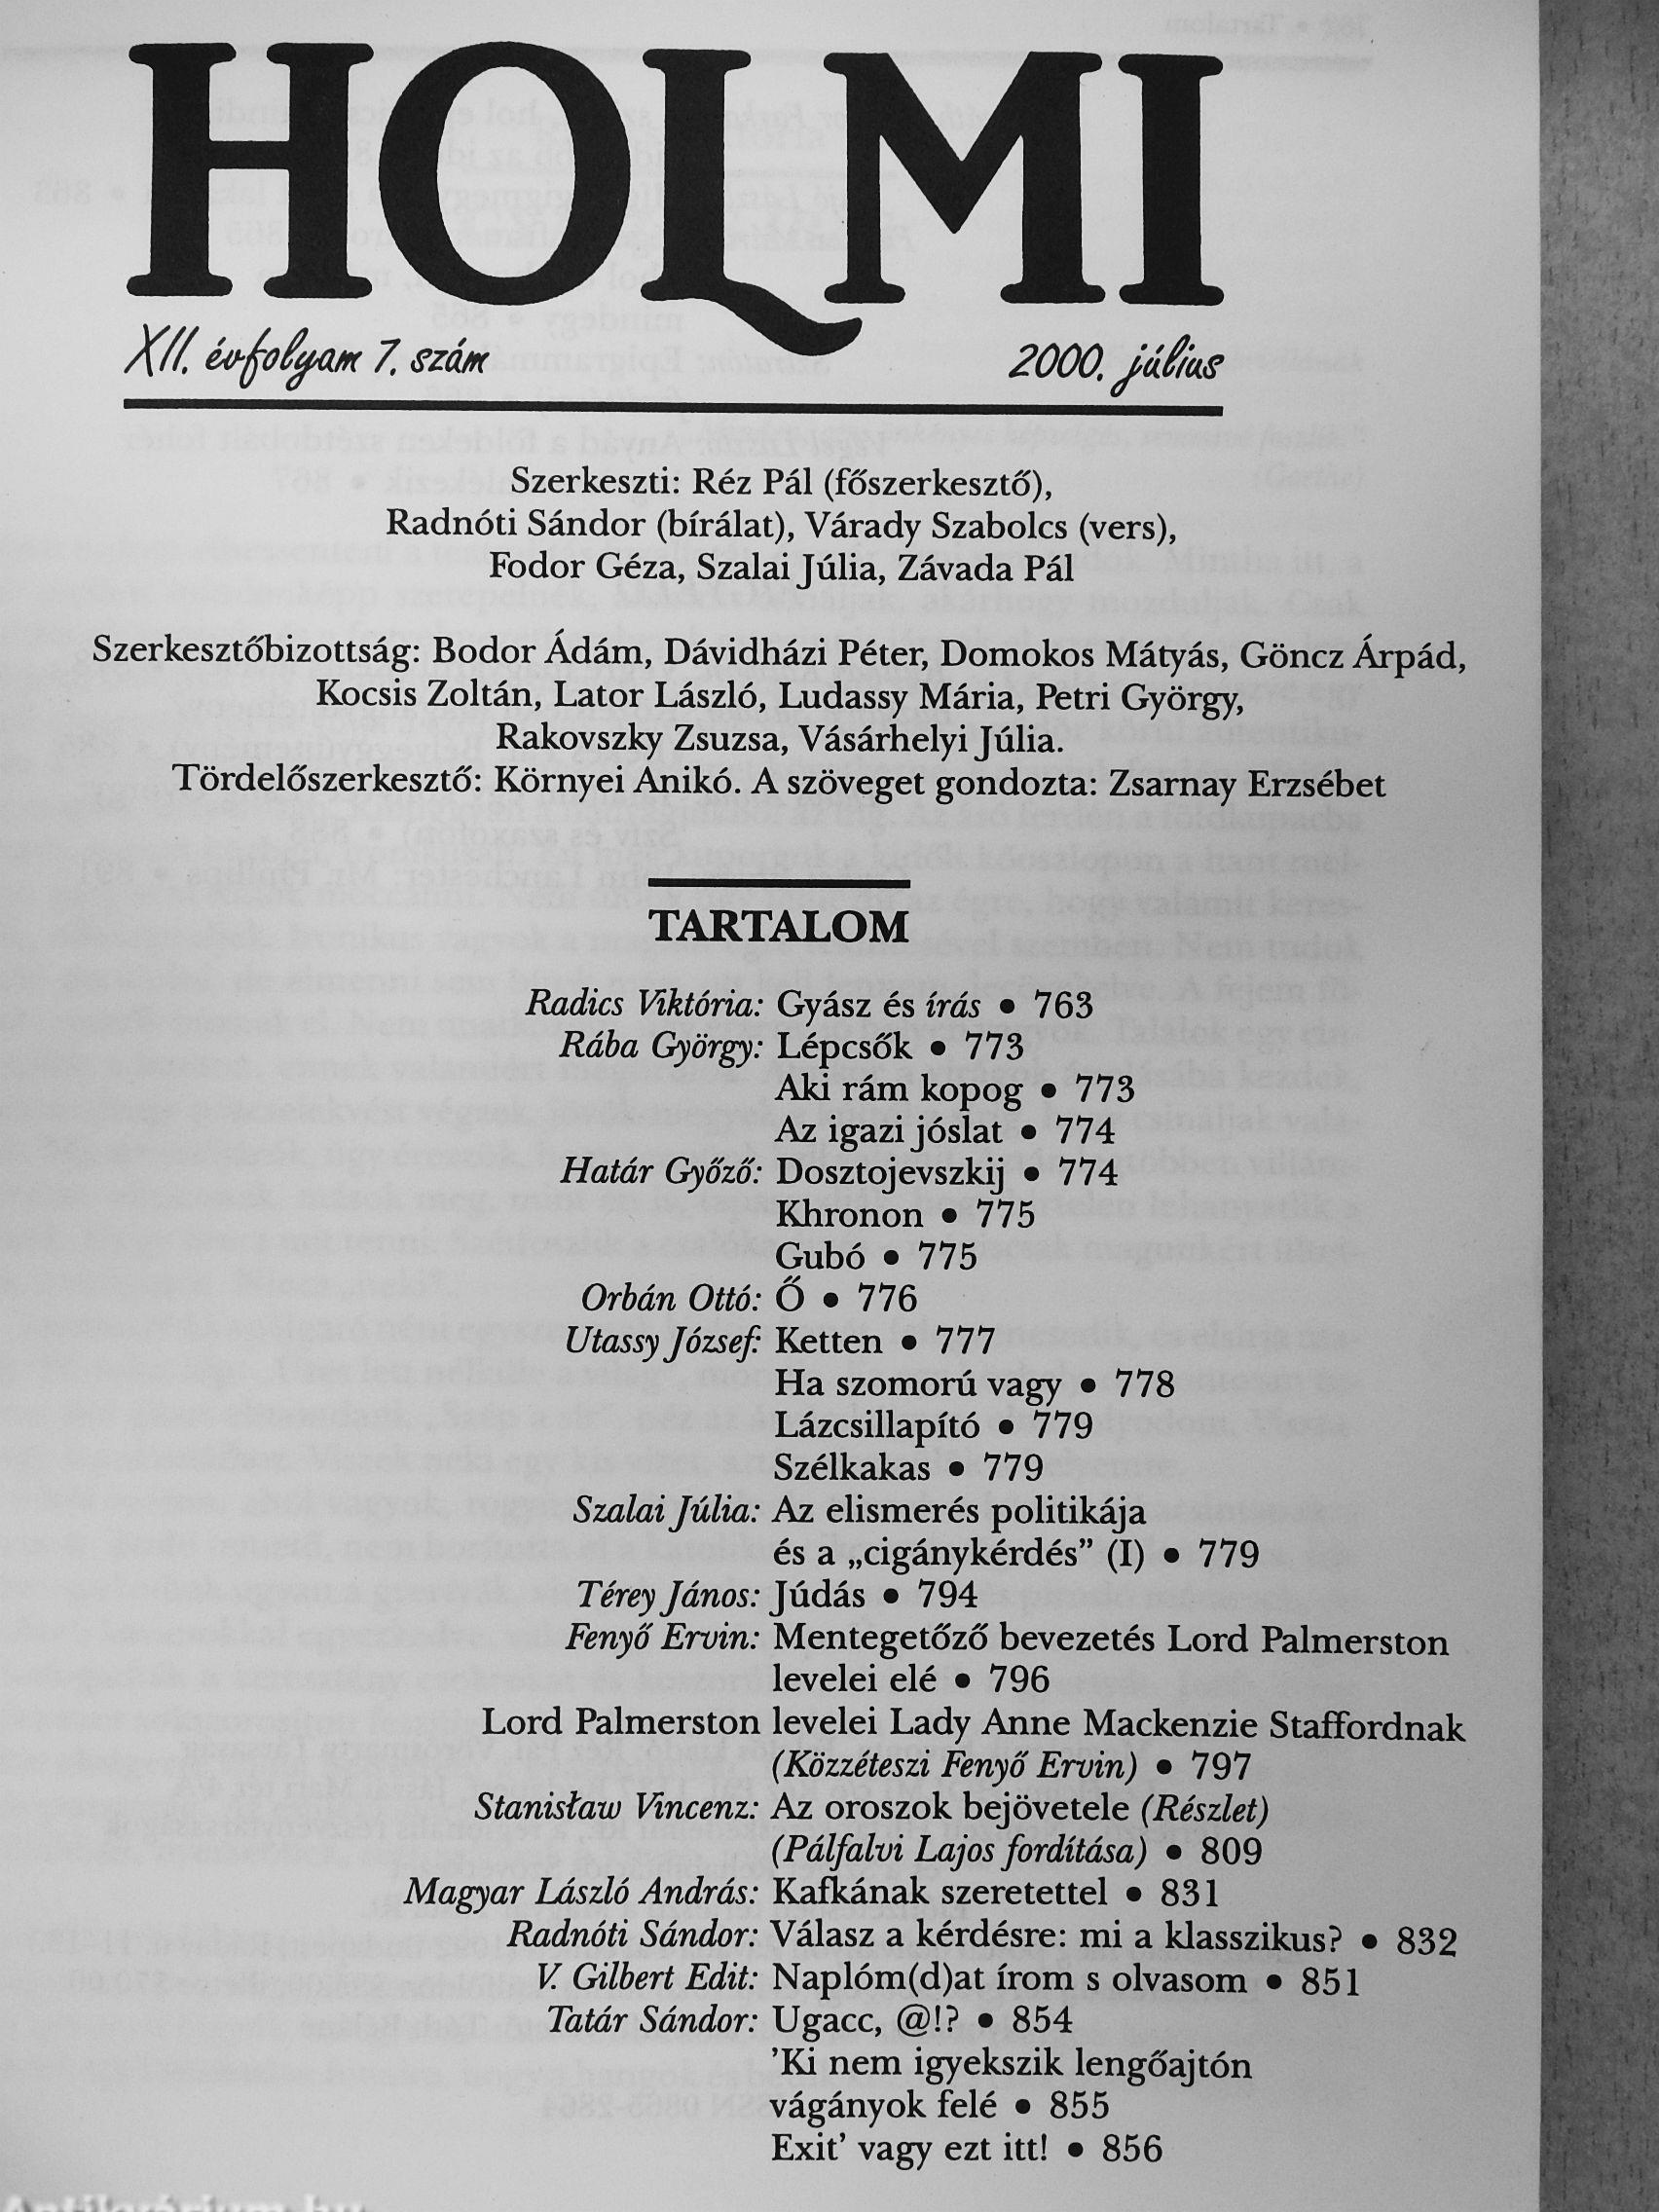 HOLMI
XII. évfolyam 7. szám 2000. július
Szerkeszti: Réz Pál (főszerkesztő),
Radnóti Sándor (bírálat), Várady Szabolcs (vers),
Fodor Géza, Szalai Júlia, Závada Pál
Szerkesztőbizottság: Bodor Ádám, Dávidházi Péter, Domokos Mátyás, Göncz Árpád,
Kocsis Zoltán, Lator László, Ludassy Mária, Petri György,
Rakovszky Zsuzsa, Vásárhelyi Júlia.
Tördelőszerkesztő: Környei Anikó. A szöveget gondozta: Zsarnay Erzsébet
TARTALOM
Radics Viktória: Gyász és írás • 763
Rába György: Lépcsők • 773
Aki rám kopog • 773
Az igazi jóslat • 774
Határ Győző: Dosztojevszkij • 774
Khronon • 775
Gubó • 775
Orbán Ottó: Ő • 776
Utassy József: Ketten • 777
Ha szomorú vagy • 778
Lázcsillapító • 779
Szélkakas • 779
Szalai Júlia: Az elismerés politikája
és a „cigánykérdés” (I) • 779
Térey János: Júdás • 794
Fenyő Ervin: Mentegetőző bevezetés Lord Palmerston
levelei elé • 796
Lord Palmerston levelei Lady Anne Mackenzie Staffordnak
(Közzéteszi Fenyő Ervin) • 797
Stanisław Vincenz: Az oroszok bejövetele (Részlet)
(Pálfalvi Lajos fordítása) • 809
Magyar László András: Kafkának szeretettel • 831
Radnóti Sándor: Válasz a kérdésre: mi a klasszikus? • 832
V. Gilbert Edit: Naplóm(d)at írom s olvasom • 851
Tatár Sándor: Ugacc, @!? • 854
’Ki nem igyekszik lengőajtón
vágányok felé • 855
Exit’ vagy ezt itt! • 856